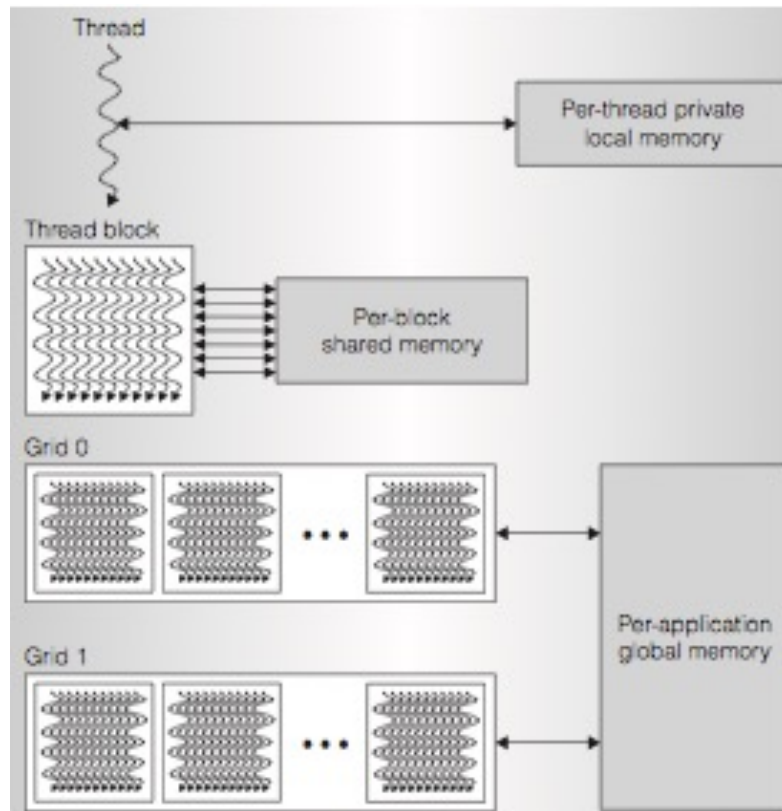 Thread
Per-thread private
local memory
Thread block
Per-block
shared memory
Grid 0
Per-application
global memory
Grid 1